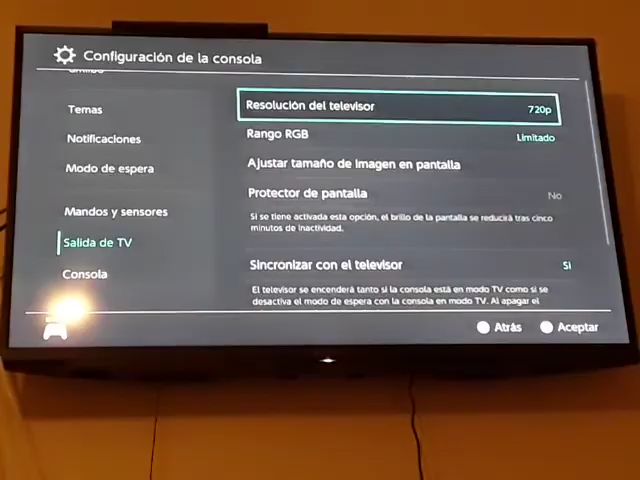 Configuración de la consola
amiibo
Temas
Notificaciones
Modo de espera
Mandos y sensores
Salida de TV
Consola
Resolución del televisor 720p
Rango RGB Limitado
Ajustar tamaño de imagen en pantalla
Protector de pantalla No
Si se tiene activada esta opción, el brillo de la pantalla se reducirá tras cinco
minutos de inactividad.
Sincronizar con el televisor Sí
El televisor se encenderá tanto si la consola está en modo TV como si se
desactiva el modo de espera con la consola en modo TV. Al apagar el
Atrás Aceptar